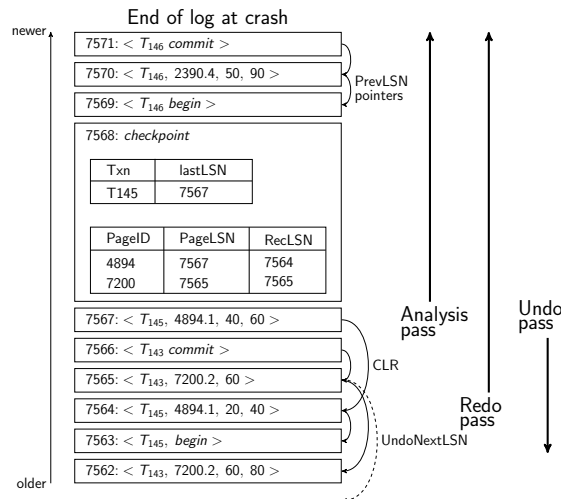 End of log at crash
newer
7571: < T146 commit >
7570: < T146, 2390.4, 50, 90 >
PrevLSN
pointers
7569: < T146 begin >
7568: checkpoint
Txn lastLSN
T145 7567
PageID PageLSN RecLSN
4894 7567 7564
7200 7565 7565
7567: < T145, 4894.1, 40, 60 >
Analysis
pass
Undo
pass
7566: < T143 commit >
CLR
7565: < T143, 7200.2, 60 >
7564: < T145, 4894.1, 20, 40 >
Redo
pass
7563: < T145, begin >
UndoNextLSN
7562: < T143, 7200.2, 60, 80 >
older